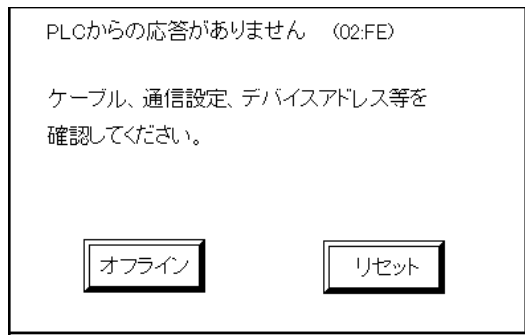 PLCからの応答がありません　(02:FE)
ケーブル、通信設定、デバイスアドレス等を
確認してください。
オフライン
リセット